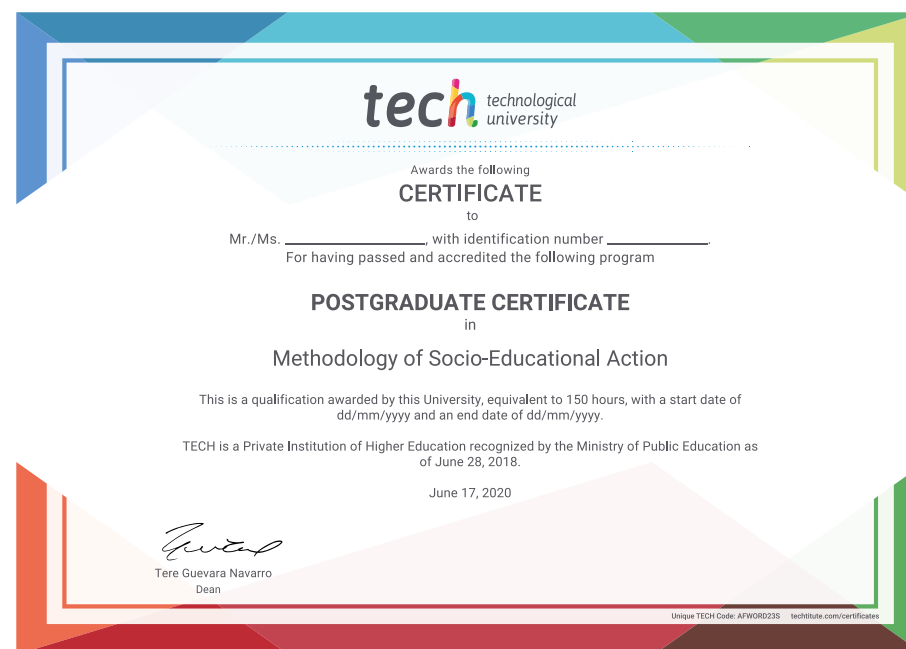 tech technological
university
Awards the following
CERTIFICATE
to
Mr./Ms. ____________________, with identification number ______________.
For having passed and accredited the following program
POSTGRADUATE CERTIFICATE
in
Methodology of Socio-Educational Action
This is a qualification awarded by this University, equivalent to 150 hours, with a start date of
dd/mm/yyyy and an end date of dd/mm/yyyy.
TECH is a Private Institution of Higher Education recognized by the Ministry of Public Education as
of June 28, 2018.
June 17, 2020
Tere Guevara Navarro
Dean
Unique TECH Code: AFWORD23S techtitute.com/certificates